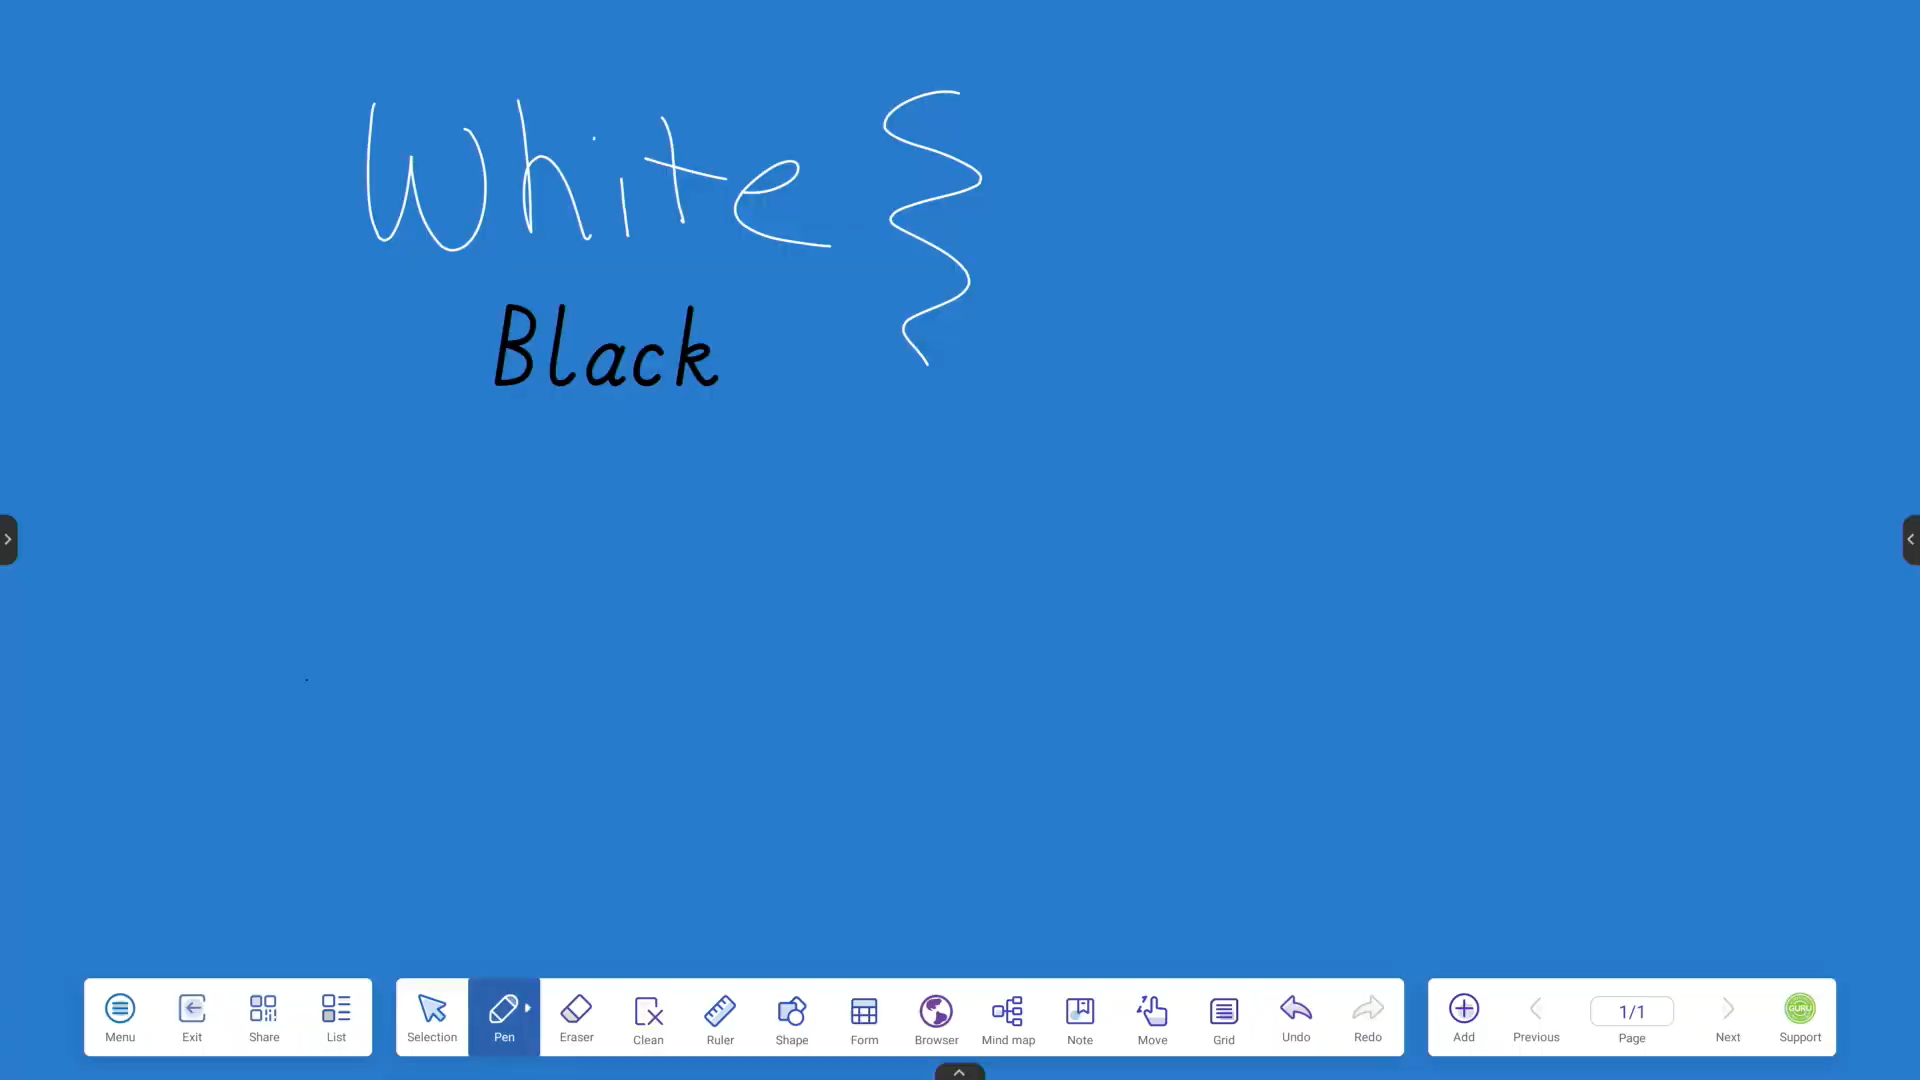 White
Black
Menu Exit Share List Selection Pen Eraser Clean Ruler Shape Form Browser Mind map Note Move Grid Undo Redo Add Previous 1/1 Page Next GURU Support